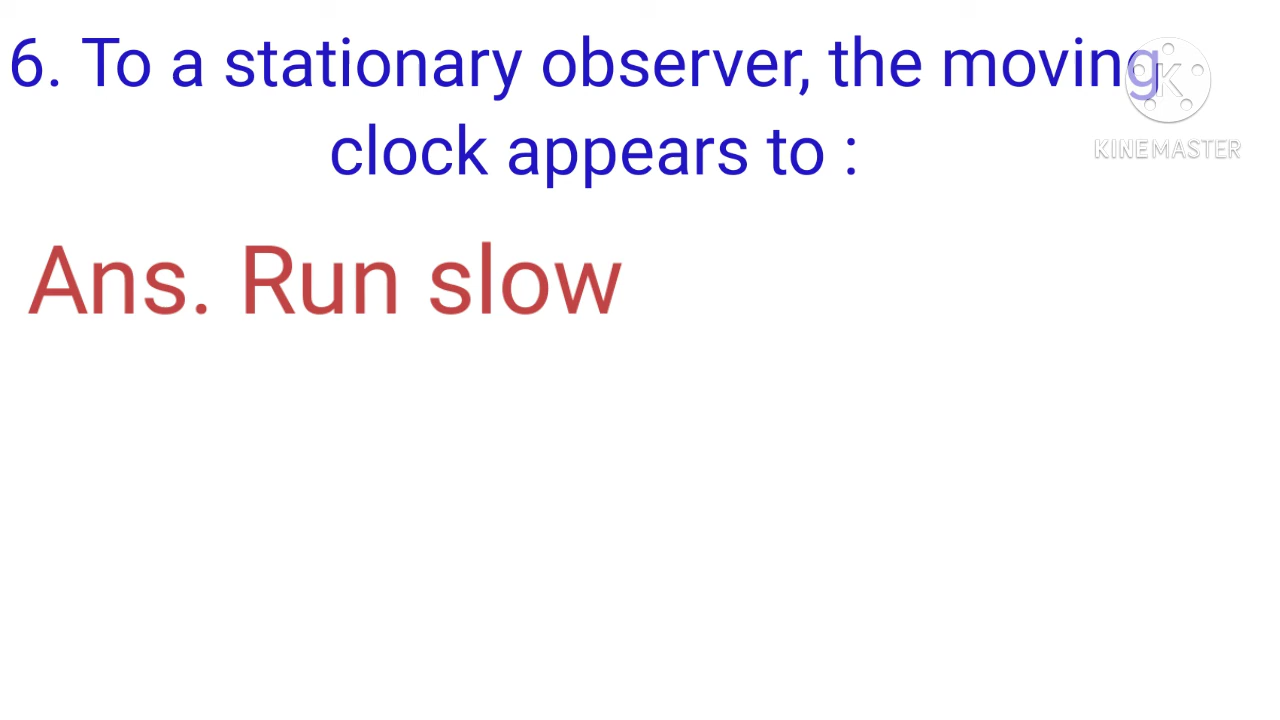 6. To a stationary observer, the moving
clock appears to :
KINEMASTER
Ans. Run slow